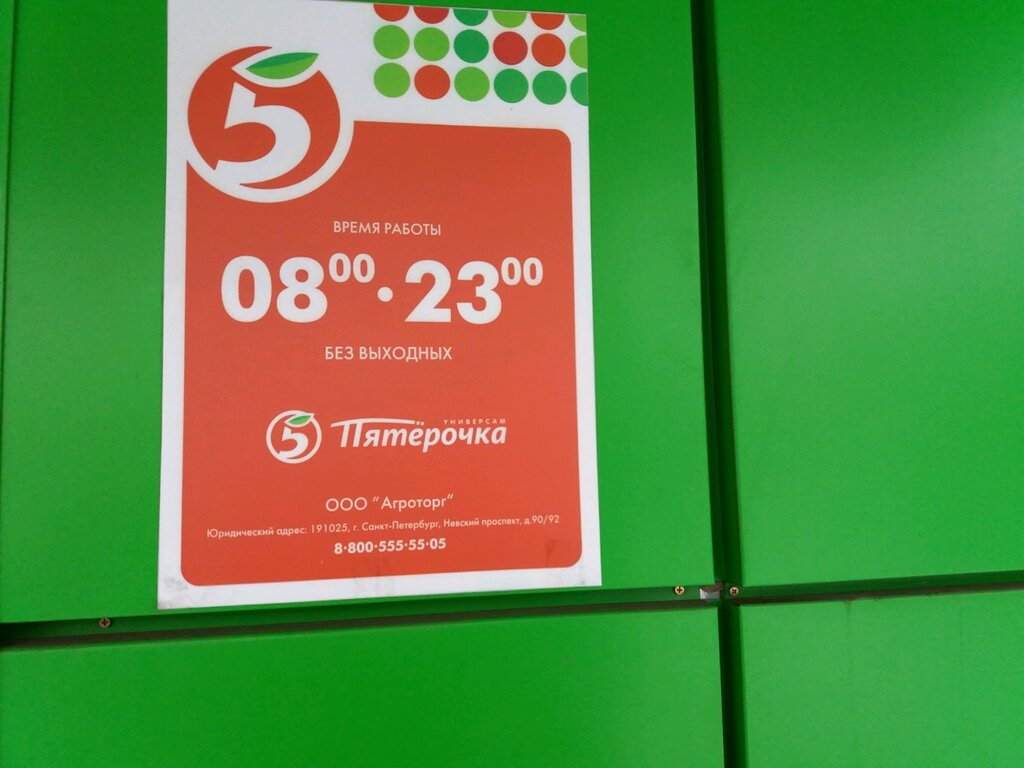 5
ВРЕМЯ РАБОТЫ
08⁰⁰·23⁰⁰
БЕЗ ВЫХОДНЫХ
5 УНИВЕРСАМ
Пятёрочка
ООО "Агроторг"
Юридический адрес: 191025, г. Санкт-Петербург, Невский проспект, д.90/92
8·800·555·55·05